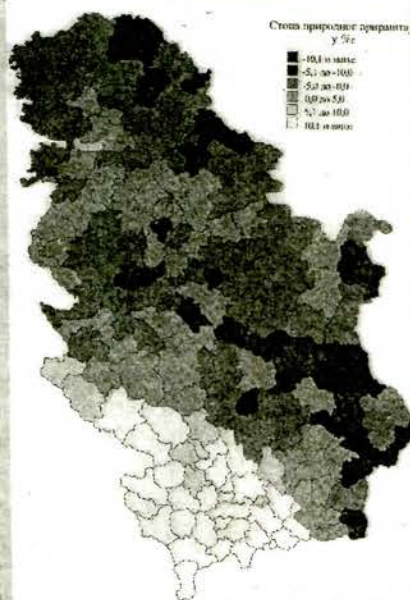 Стопа природног прираштаја
у ‰
-10,1 и мање
-5,1 до -10,0
-5,0 до -0,0
0,0 до 5,0
5,1 до 10,0
10,1 и више